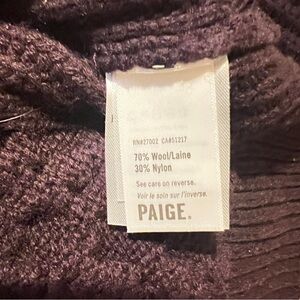 RN#27002 CA#51217
70% Wool/Laine
30% Nylon
See care on reverse.
Voir le soin sur l'inverse.
PAIGE.